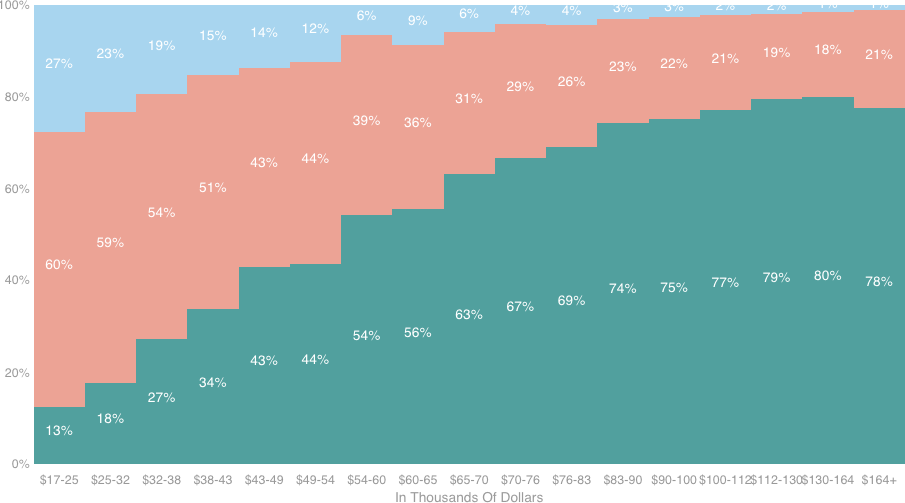 100%
80%
60%
40%
20%
0%
27% 23% 19% 15% 14% 12% 6% 9% 6% 4% 4% 3% 3% 2% 2%
60% 59% 54% 51% 43% 44% 39% 36% 31% 29% 26% 23% 22% 21% 19% 18% 21%
13% 18% 27% 34% 43% 44% 54% 56% 63% 67% 69% 74% 75% 77% 79% 80% 78%
$17-25 $25-32 $32-38 $38-43 $43-49 $49-54 $54-60 $60-65 $65-70 $70-76 $76-83 $83-90 $90-100 $100-112 $112-130 $130-164 $164+
In Thousands Of Dollars